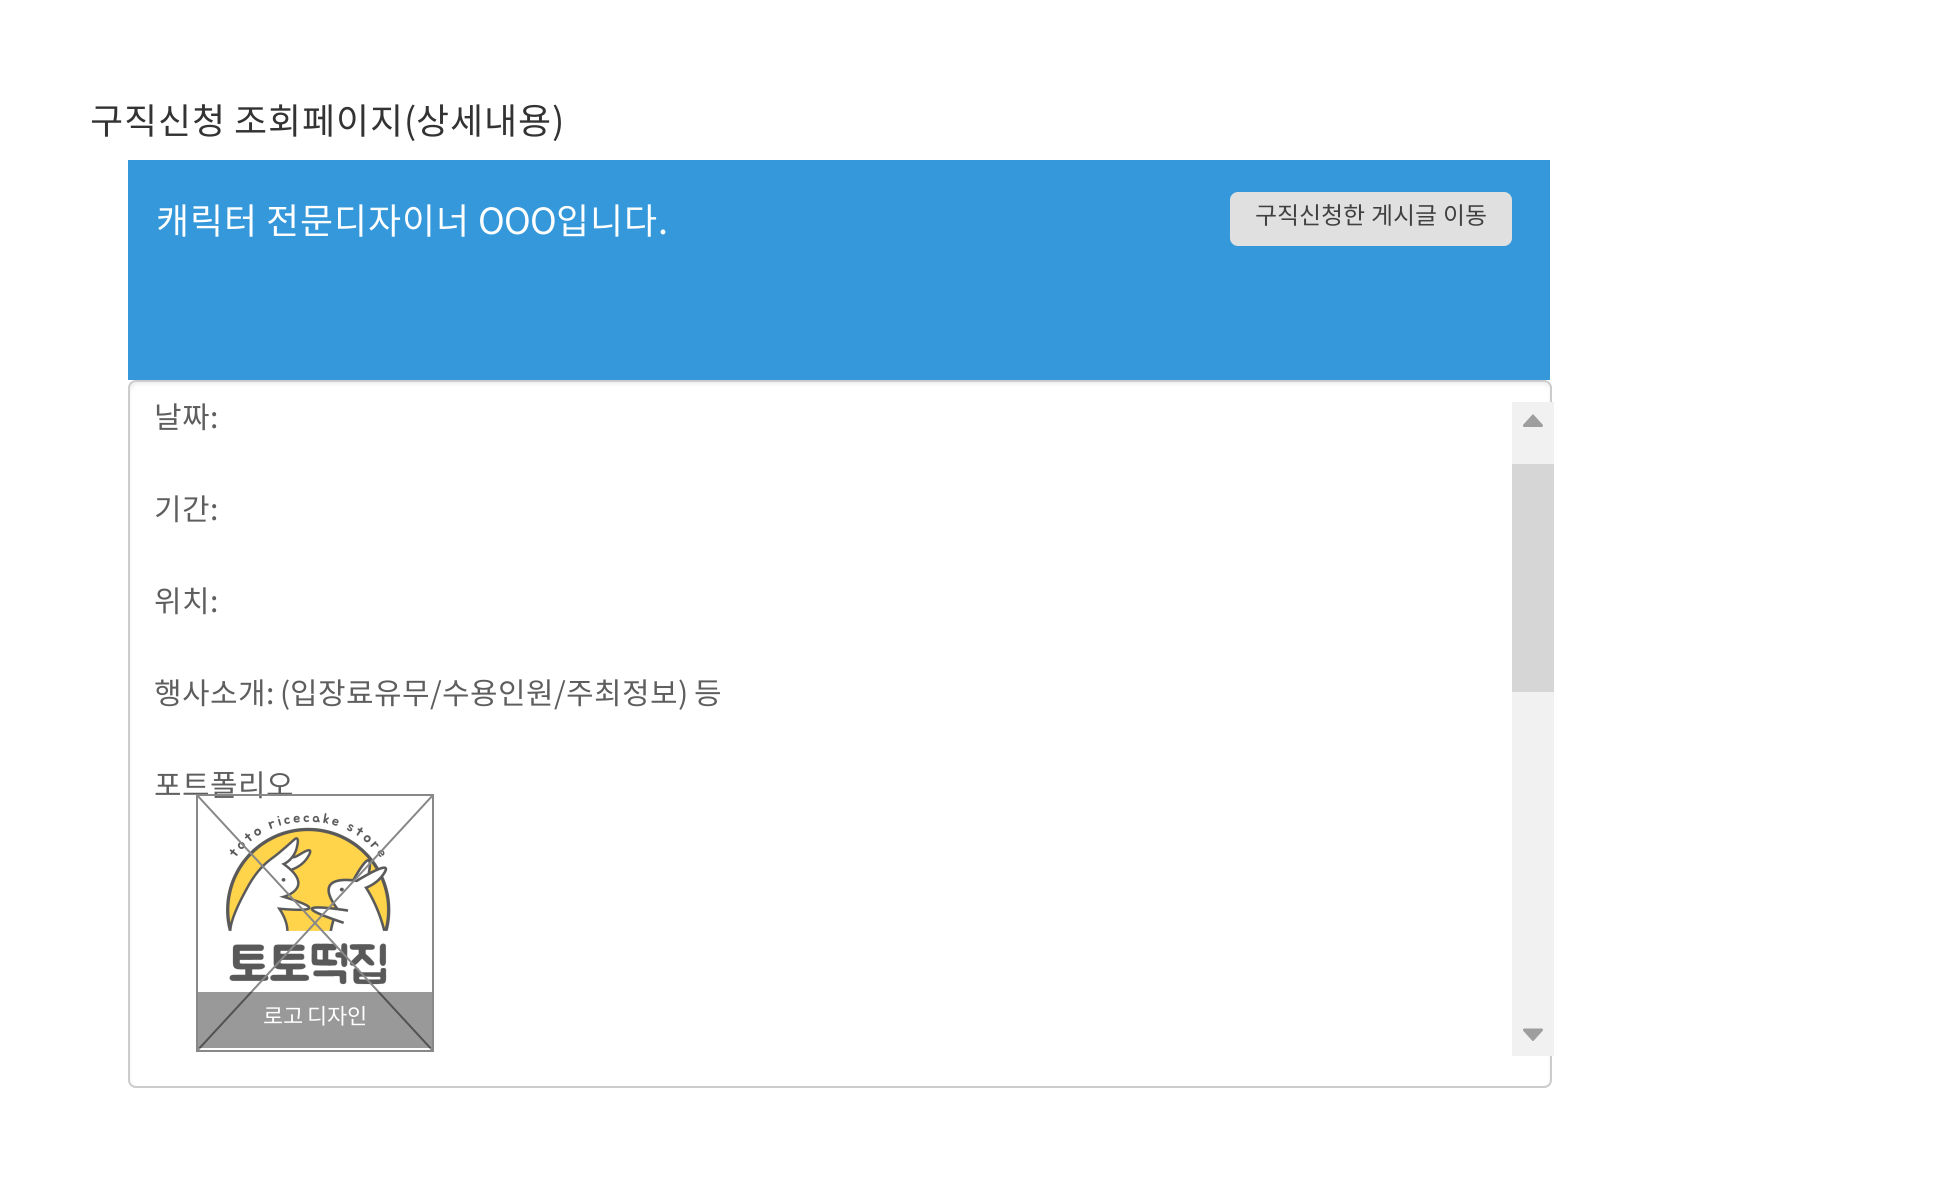 구직신청 조회페이지(상세내용)
캐릭터 전문디자이너 OOO입니다.
구직신청한 게시글 이동
날짜:
기간:
위치:
행사소개: (입장료유무/수용인원/주최정보) 등
포트폴리오
toto ricecake store
토토떡집
로고 디자인